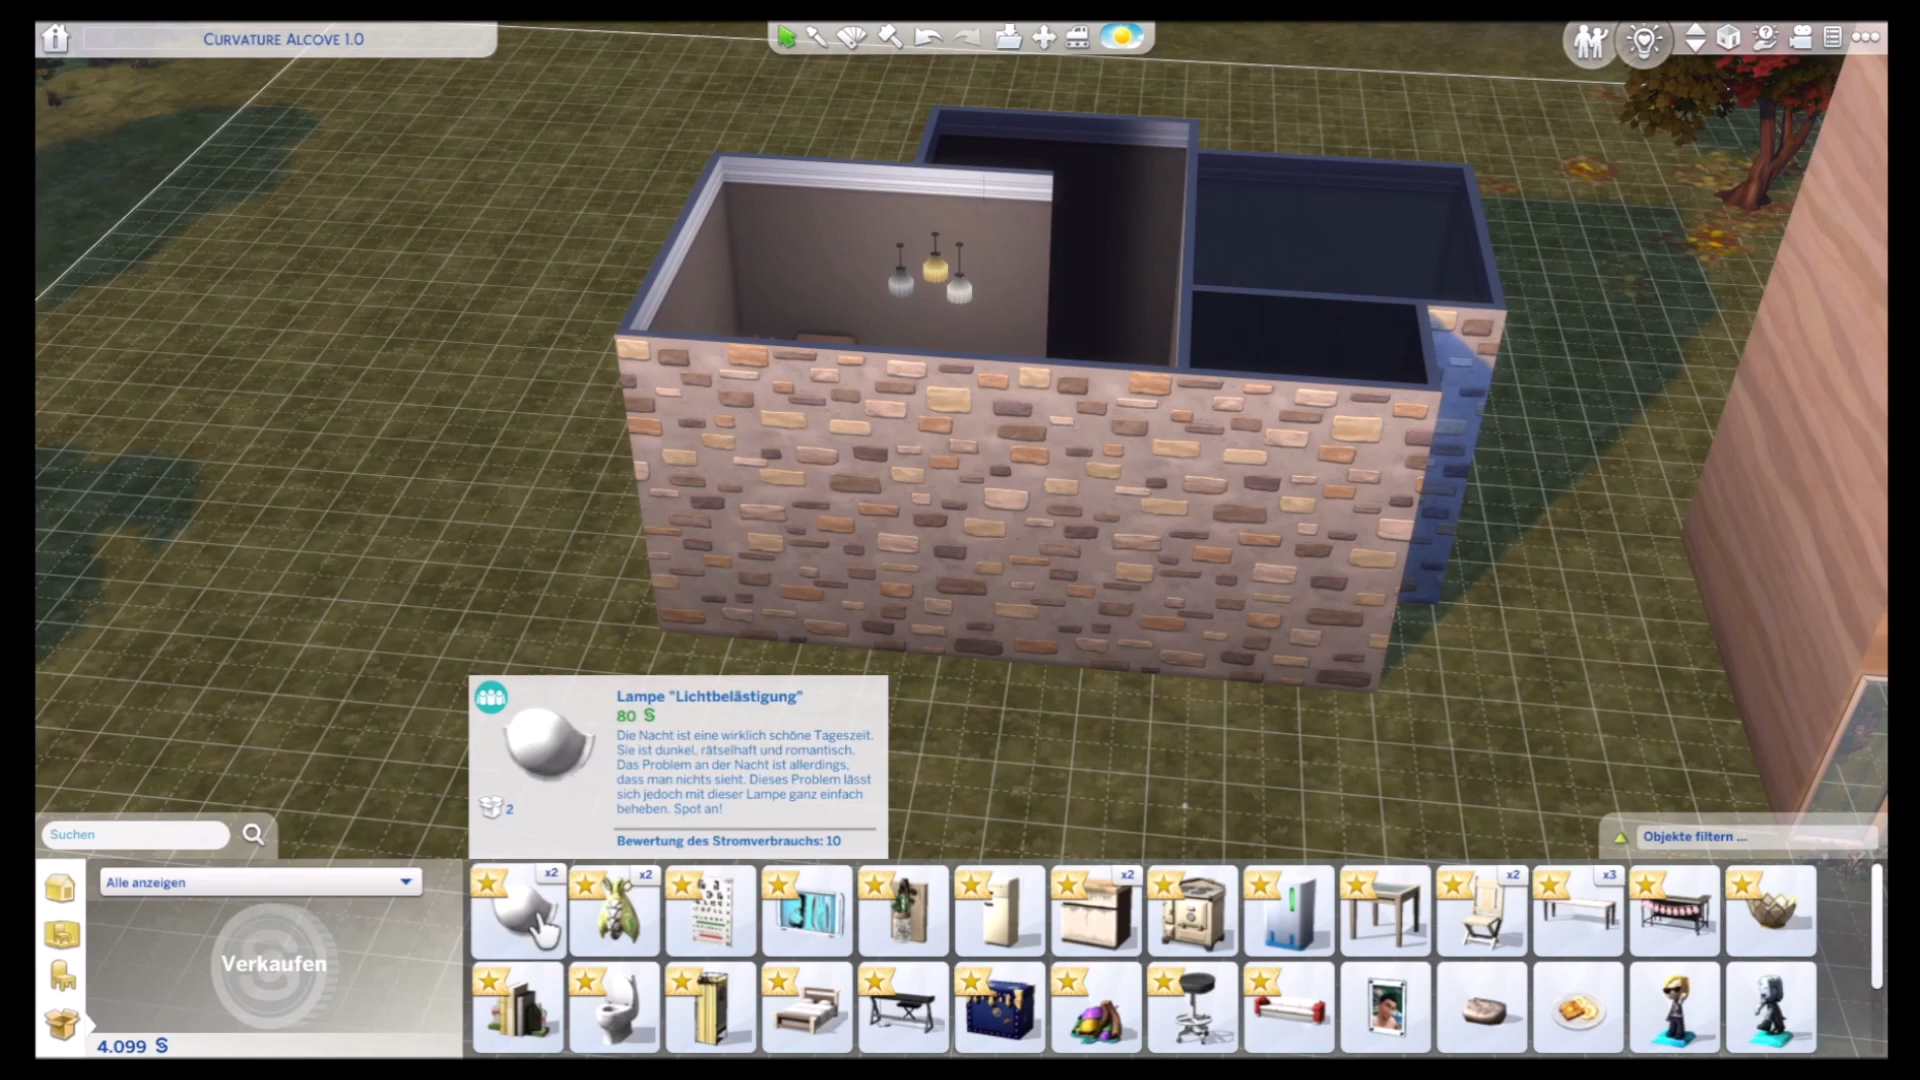 CURVATURE ALCOVE 1.0
Lampe "Lichtbelästigung"
80 S
Die Nacht ist eine wirklich schöne Tageszeit.
Sie ist dunkel, rätselhaft und romantisch.
Das Problem an der Nacht ist allerdings,
dass man nichts sieht. Dieses Problem lässt
sich jedoch mit dieser Lampe ganz einfach
beheben. Spot an!
2
Bewertung des Stromverbrauchs: 10
Suchen
Objekte filtern ...
Alle anzeigen
x2
x2
x2
x2
x3
Verkaufen
4.099 S